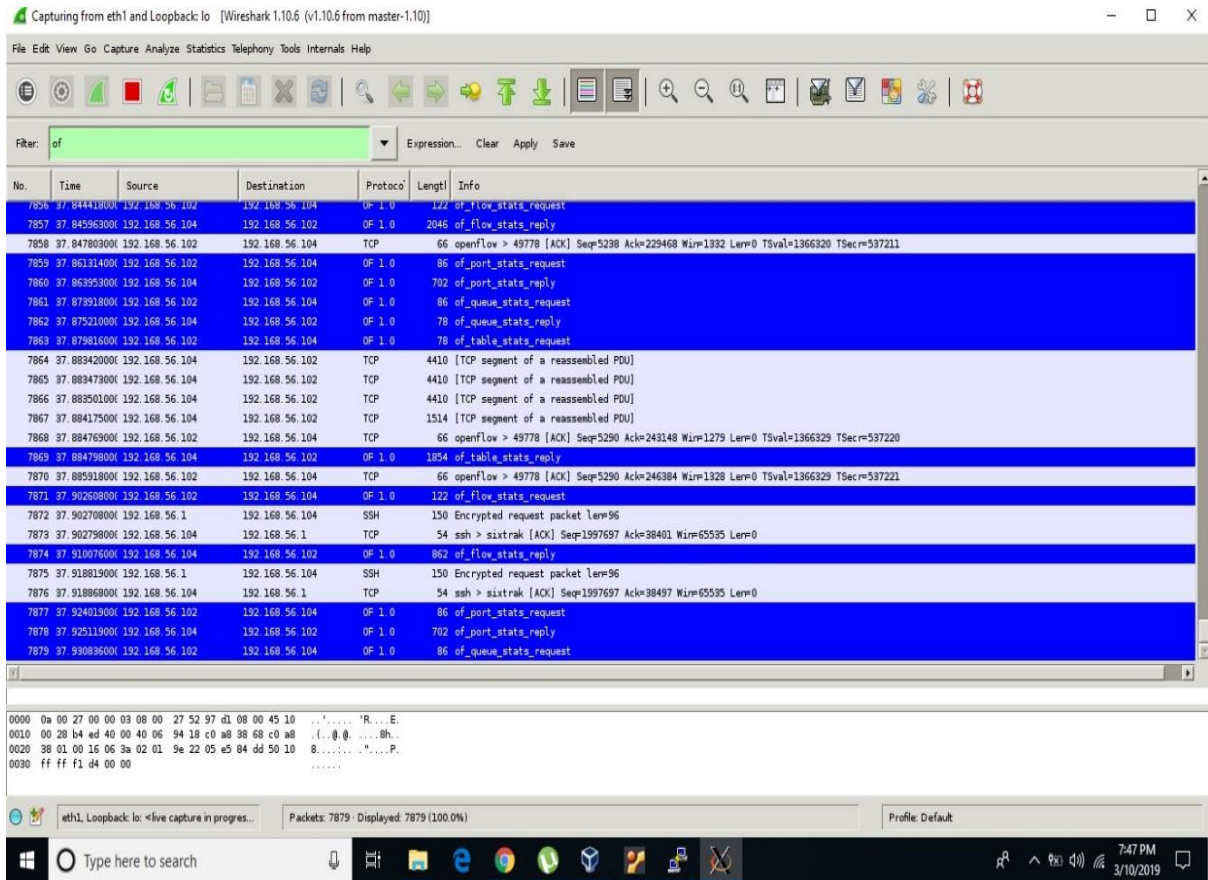 Capturing from eth1 and Loopback: lo [Wireshark 1.10.6 (v1.10.6 from master-1.10)]
File Edit View Go Capture Analyze Statistics Telephony Tools Internals Help
Filter: of Expression... Clear Apply Save
No. Time Source Destination Protoco Lengtl Info
7856 37.84441800( 192.168.56.102 192.168.56.104 OF 1.0 122 of_flow_stats_request
7857 37.84596300( 192.168.56.104 192.168.56.102 OF 1.0 2046 of_flow_stats_reply
7858 37.84780300( 192.168.56.102 192.168.56.104 TCP 66 openflow > 49778 [ACK] Seq=5238 Ack=229468 Win=1332 Len=0 TSval=1366320 TSecr=537211
7859 37.86131400( 192.168.56.102 192.168.56.104 OF 1.0 86 of_port_stats_request
7860 37.86395300( 192.168.56.104 192.168.56.102 OF 1.0 702 of_port_stats_reply
7861 37.87391800( 192.168.56.102 192.168.56.104 OF 1.0 86 of_queue_stats_request
7862 37.87521000( 192.168.56.104 192.168.56.102 OF 1.0 78 of_queue_stats_reply
7863 37.87981600( 192.168.56.102 192.168.56.104 OF 1.0 78 of_table_stats_request
7864 37.88342000( 192.168.56.104 192.168.56.102 TCP 4410 [TCP segment of a reassembled PDU]
7865 37.88347300( 192.168.56.104 192.168.56.102 TCP 4410 [TCP segment of a reassembled PDU]
7866 37.88350100( 192.168.56.104 192.168.56.102 TCP 4410 [TCP segment of a reassembled PDU]
7867 37.88417500( 192.168.56.104 192.168.56.102 TCP 1514 [TCP segment of a reassembled PDU]
7868 37.88476900( 192.168.56.102 192.168.56.104 TCP 66 openflow > 49778 [ACK] Seq=5290 Ack=243148 Win=1279 Len=0 TSval=1366329 TSecr=537220
7869 37.88479800( 192.168.56.104 192.168.56.102 OF 1.0 1854 of_table_stats_reply
7870 37.88591800( 192.168.56.102 192.168.56.104 TCP 66 openflow > 49778 [ACK] Seq=5290 Ack=246384 Win=1328 Len=0 TSval=1366329 TSecr=537221
7871 37.90260800( 192.168.56.102 192.168.56.104 OF 1.0 122 of_flow_stats_request
7872 37.90270800( 192.168.56.1 192.168.56.104 SSH 150 Encrypted request packet len=96
7873 37.90279800( 192.168.56.104 192.168.56.1 TCP 54 ssh > sixtrak [ACK] Seq=1997697 Ack=38401 Win=65535 Len=0
7874 37.91007600( 192.168.56.104 192.168.56.102 OF 1.0 862 of_flow_stats_reply
7875 37.91881900( 192.168.56.1 192.168.56.104 SSH 150 Encrypted request packet len=96
7876 37.91886800( 192.168.56.104 192.168.56.1 TCP 54 ssh > sixtrak [ACK] Seq=1997697 Ack=38497 Win=65535 Len=0
7877 37.92401900( 192.168.56.102 192.168.56.104 OF 1.0 86 of_port_stats_request
7878 37.92511900( 192.168.56.104 192.168.56.102 OF 1.0 702 of_port_stats_reply
7879 37.93083600( 192.168.56.102 192.168.56.104 OF 1.0 86 of_queue_stats_request
0000 0a 00 27 00 00 03 08 00 27 52 97 d1 08 00 45 10 ..'..... 'R....E.
0010 00 28 b4 ed 40 00 40 06 94 18 c0 a8 38 68 c0 a8 .(..@.@. ....8h..
0020 38 01 00 16 06 3a 02 01 9e 22 05 e5 84 dd 50 10 8....:.. ."....P.
0030 ff ff f1 d4 00 00 ......
eth1, Loopback: lo: <live capture in progres... Packets: 7879 · Displayed: 7879 (100.0%) Profile: Default
Type here to search
7:47 PM
3/10/2019